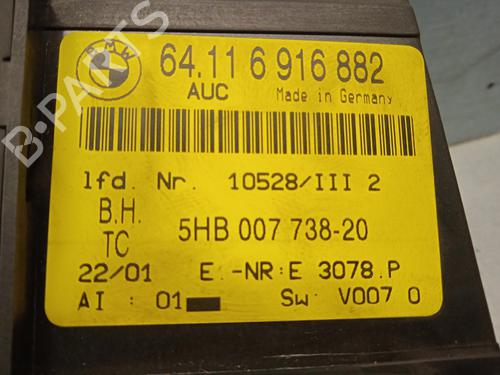 BMW
64.11 6 916 882
AUC Made in Germany
lfd. Nr. 10528/III 2
B.H.
TC 5HB 007 738-20
22/01 E.-NR:E 3078.P
AI : 01 Sw: V007 0
B-PARTS